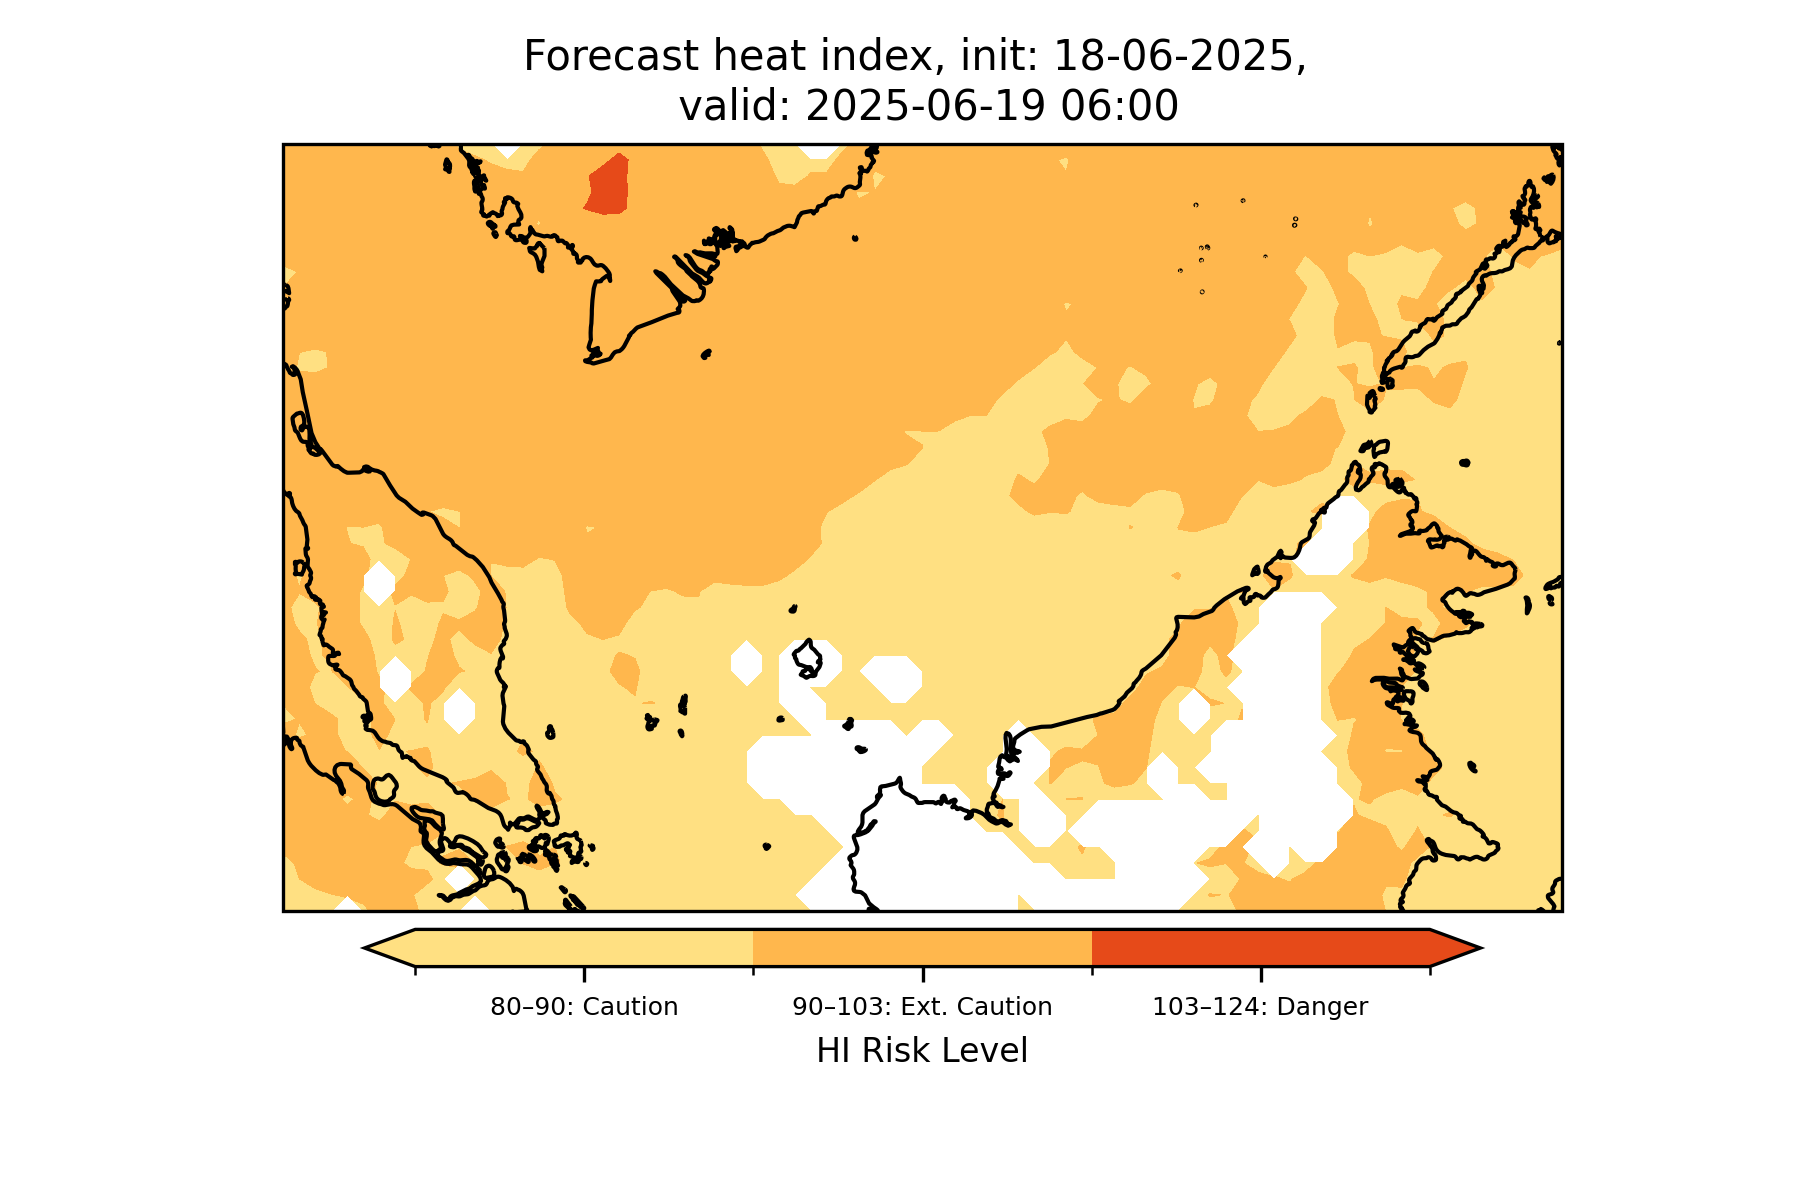 Forecast heat index, init: 18-06-2025,
valid: 2025-06-19 06:00
80–90: Caution
90–103: Ext. Caution
103–124: Danger
HI Risk Level